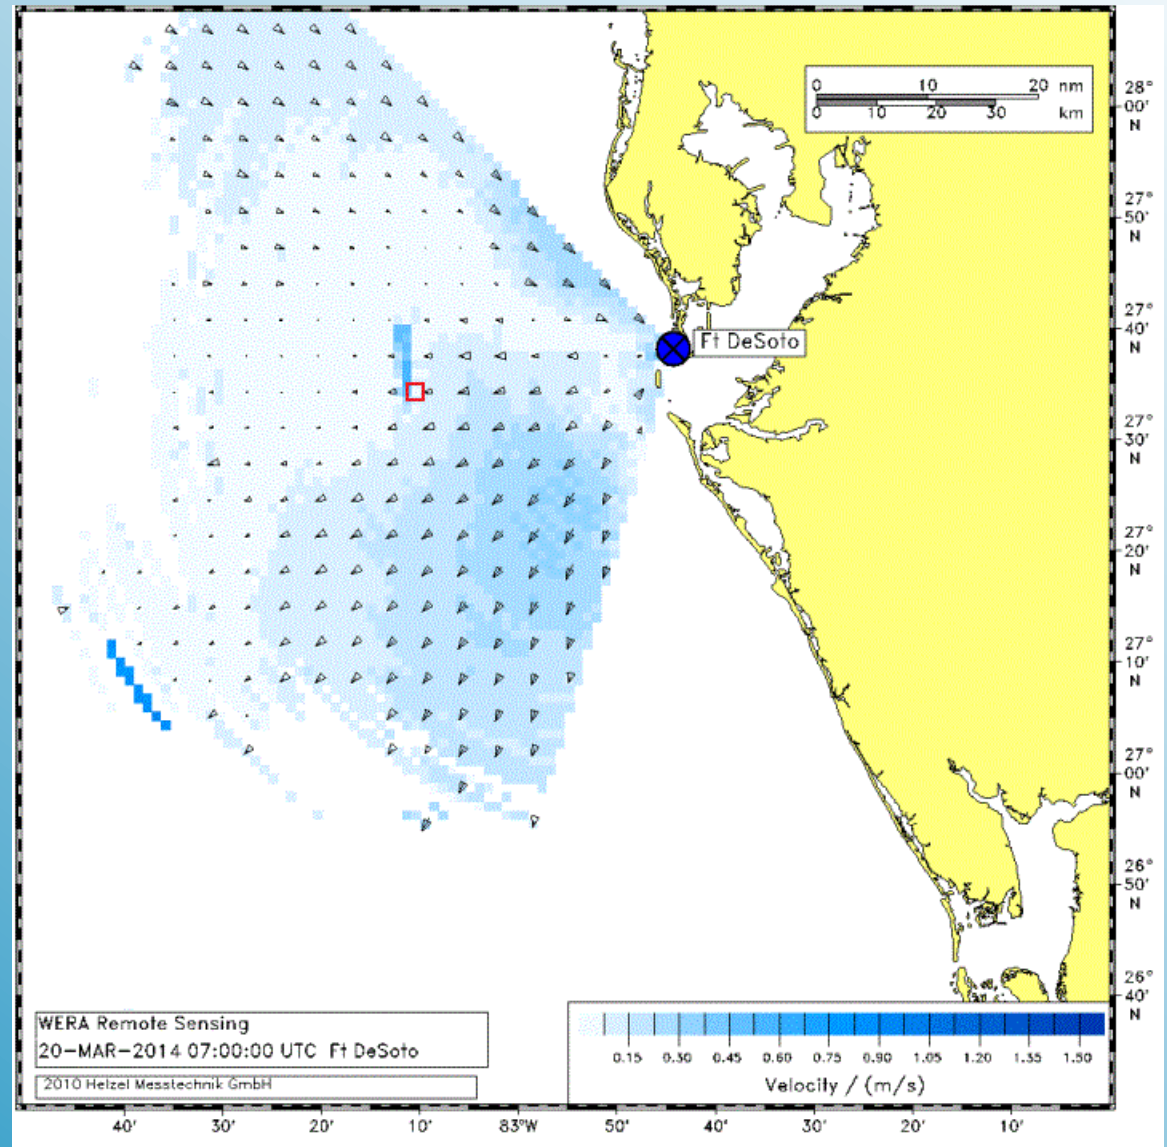 0 10 20 nm
0 10 20 30 km
28°
00'
N
27°
50'
N
27°
40'
N
Ft DeSoto
27°
30'
N
27°
20'
N
27°
10'
N
27°
00'
N
26°
50'
N
26°
40'
N
WERA Remote Sensing
20-MAR-2014 07:00:00 UTC Ft DeSoto
2010 Helzel Messtechnik GmbH
0.15 0.30 0.45 0.60 0.75 0.90 1.05 1.20 1.35 1.50
Velocity / (m/s)
40' 30' 20' 10' 83°W 50' 40' 30' 20' 10'